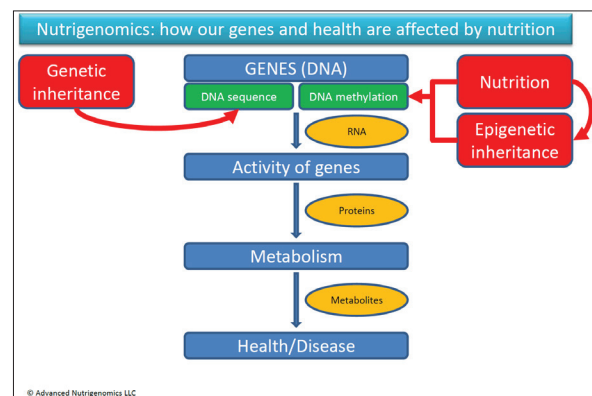 Nutrigenomics: how our genes and health are affected by nutrition
Genetic
inheritance
GENES (DNA)
DNA sequence
DNA methylation
Nutrition
Epigenetic
inheritance
RNA
Activity of genes
Proteins
Metabolism
Metabolites
Health/Disease
© Advanced Nutrigenomics LLC